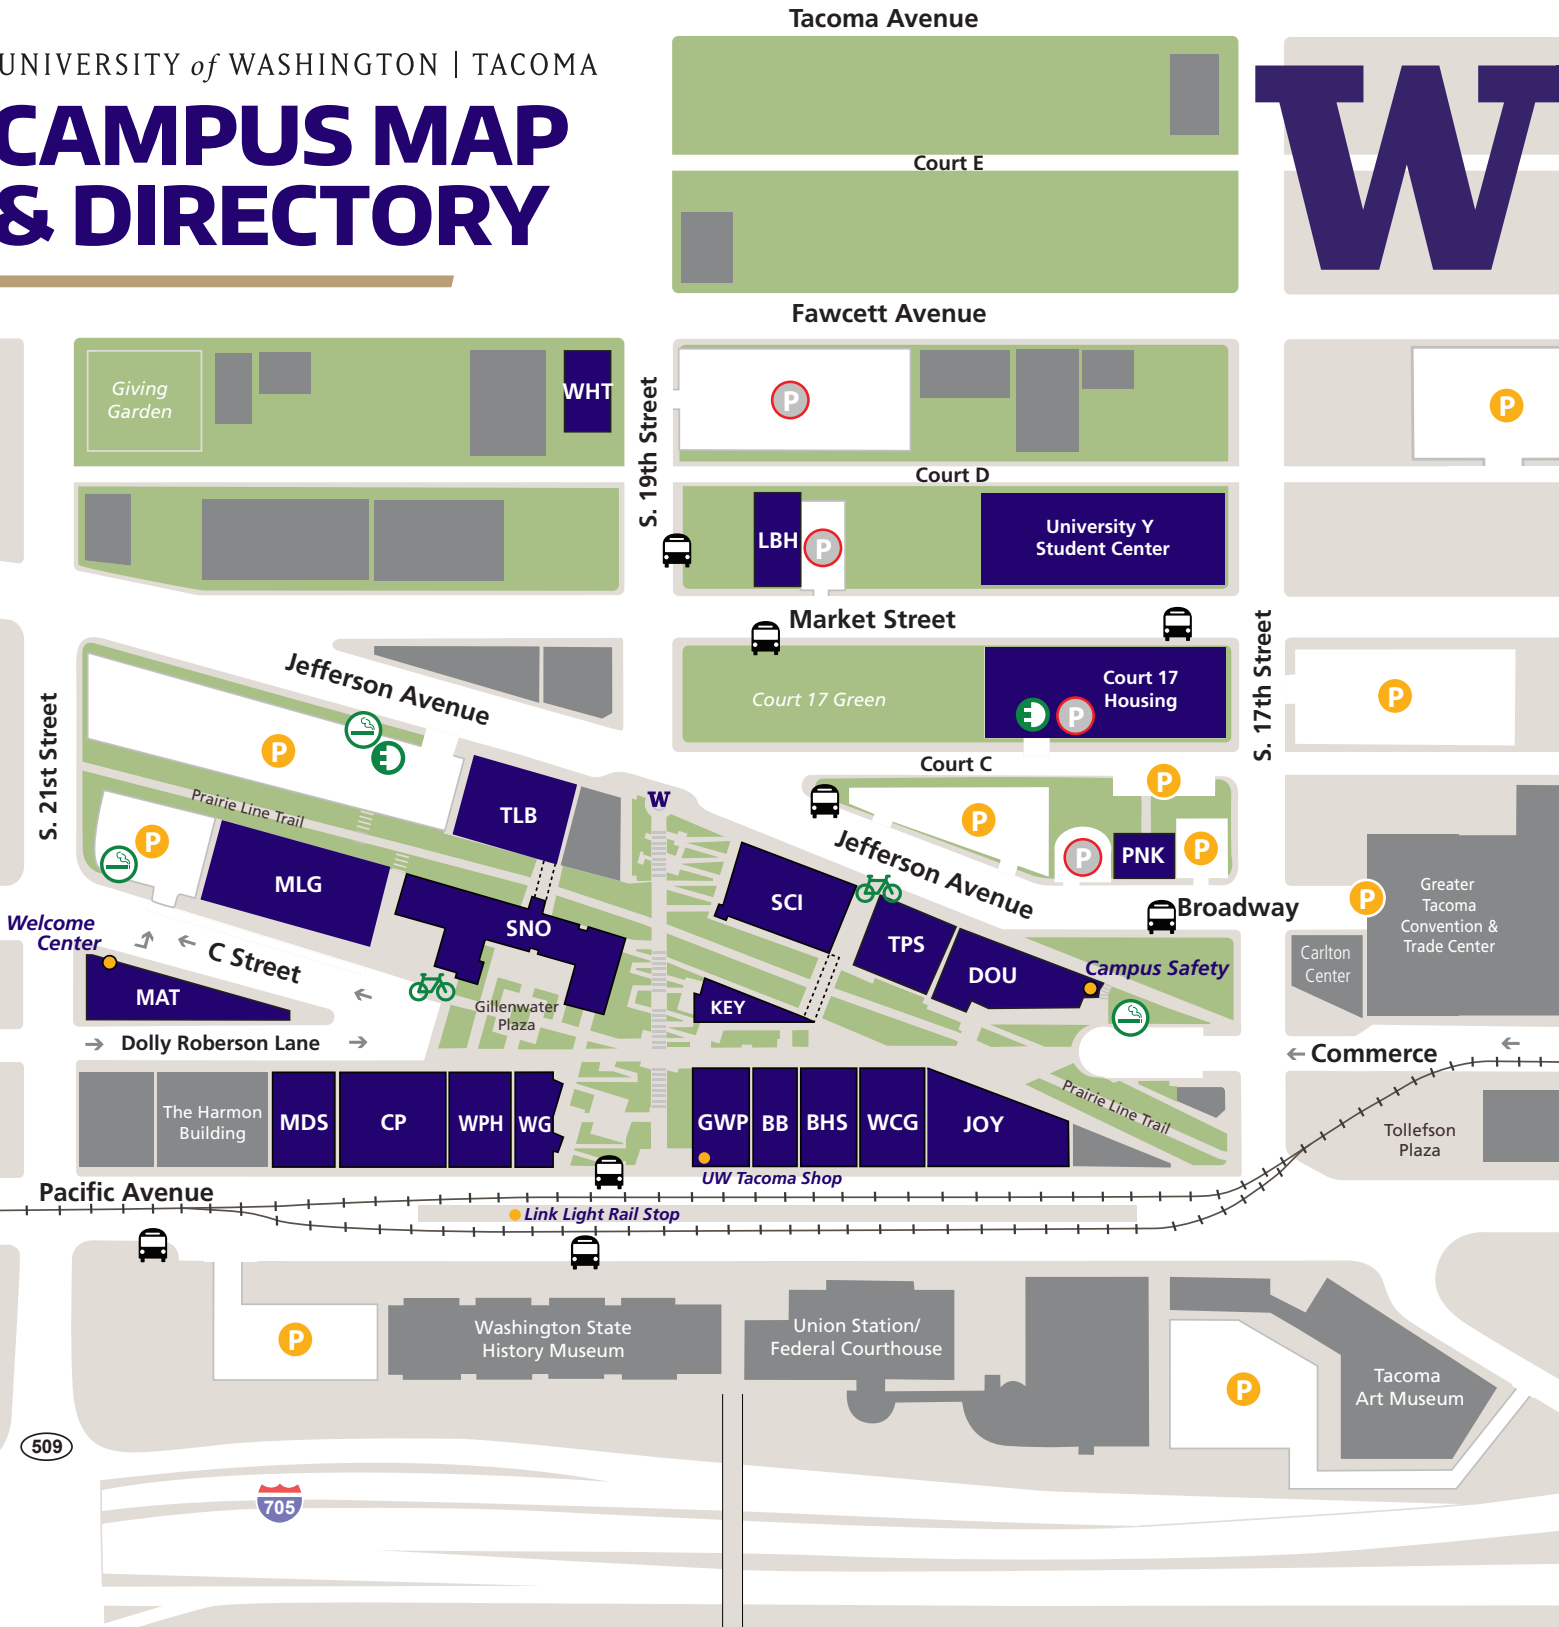 Tacoma Avenue
UNIVERSITY of WASHINGTON | TACOMA
CAMPUS MAP
& DIRECTORY
W
Court E
Fawcett Avenue
Giving
Garden
WHT
S. 19th Street
P
P
Court D
LBH
P
University Y
Student Center
Market Street
S. 17th Street
Jefferson Avenue
Court 17 Green
Court 17
Housing
P
P
S. 21st Street
P
Court C
P
Prairie Line Trail
TLB
W
P
P
Jefferson Avenue
P
PNK
P
MLG
SCI
Broadway
P
Greater
Tacoma
Convention &
Trade Center
Welcome
Center
SNO
TPS
DOU
Campus Safety
Carlton
Center
C Street
MAT
Gillenwater
Plaza
KEY
Dolly Roberson Lane
Commerce
The Harmon
Building
MDS
CP
WPH
WG
GWP
BB
BHS
WCG
JOY
Prairie Line Trail
Tollefson
Plaza
UW Tacoma Shop
Pacific Avenue
Link Light Rail Stop
P
Washington State
History Museum
Union Station/
Federal Courthouse
P
Tacoma
Art Museum
509
705